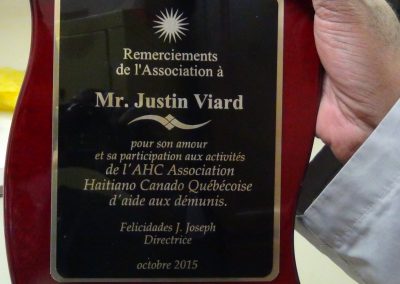 Remerciements
de l'Association à
Mr. Justin Viard
pour son amour
et sa participation aux activités
de l'AHC Association
Haitiano Canado Québécoise
d'aide aux démunis.
Felicidades J. Joseph
Directrice
octobre 2015